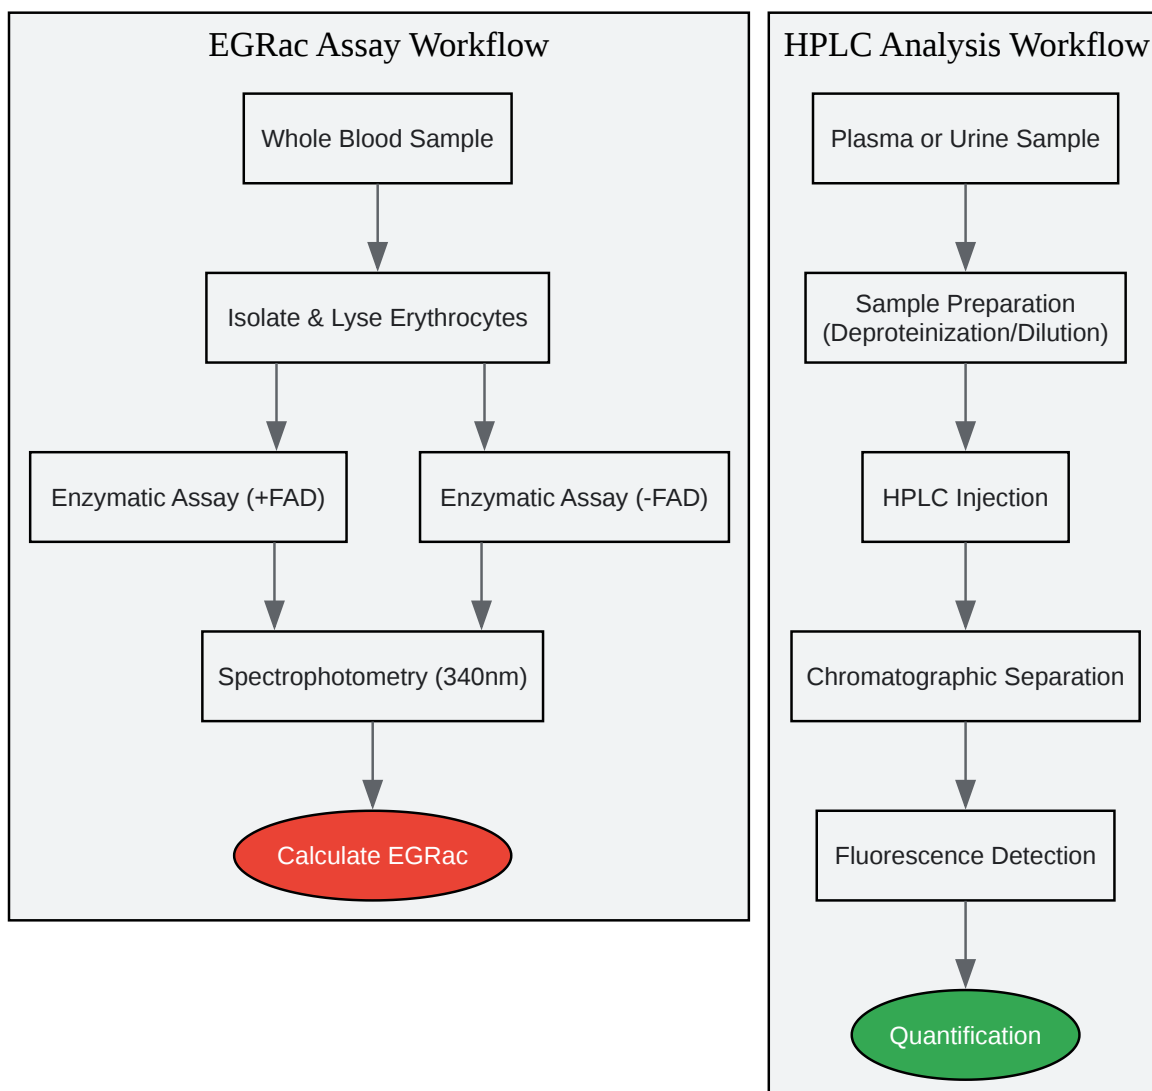 EGRac Assay Workflow
Whole Blood Sample
Isolate & Lyse Erythrocytes
Enzymatic Assay (+FAD)
Enzymatic Assay (-FAD)
Spectrophotometry (340nm)
Calculate EGRac
HPLC Analysis Workflow
Plasma or Urine Sample
Sample Preparation
(Deproteinization/Dilution)
HPLC Injection
Chromatographic Separation
Fluorescence Detection
Quantification